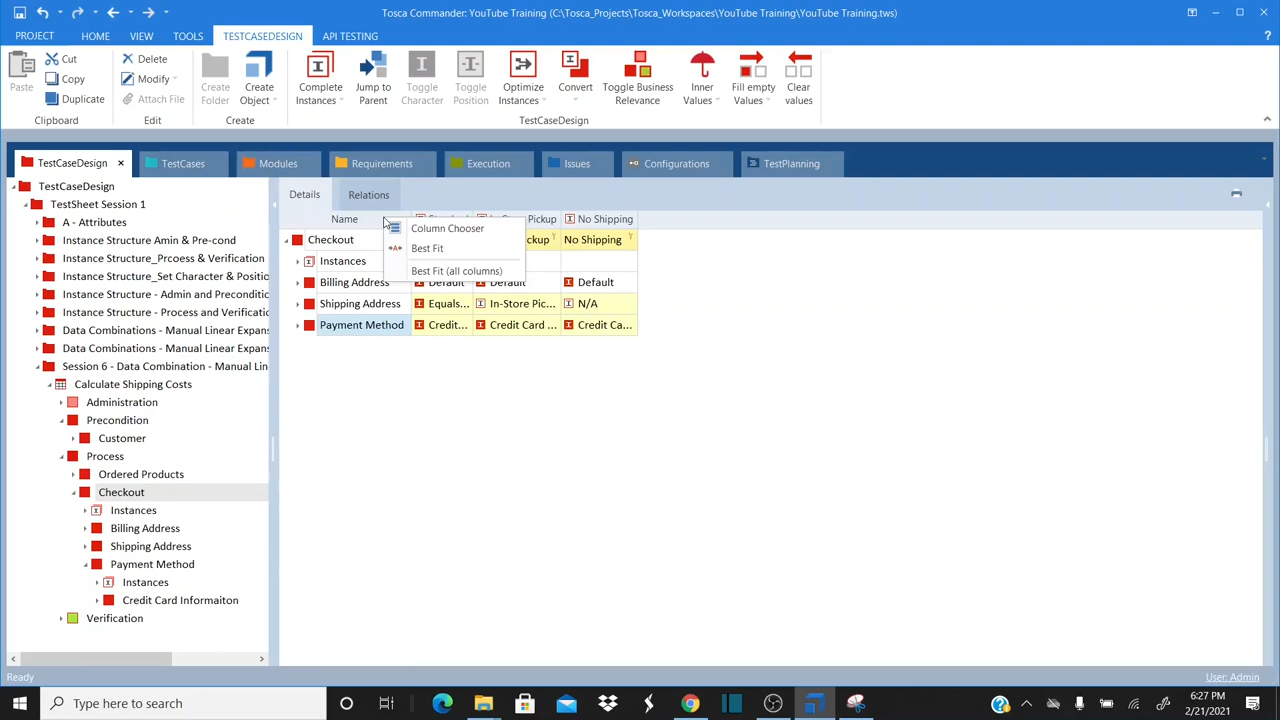 Tosca Commander: YouTube Training (C:\Tosca_Projects\Tosca_Workspaces\YouTube Training\YouTube Training.tws)
PROJECT HOME VIEW TOOLS TESTCASEDESIGN API TESTING
Paste
Cut
Copy
Duplicate
Clipboard
Delete
Modify
Attach File
Edit
Create Folder
Create Object
Create
Complete Instances
Jump to Parent
Toggle Character
Toggle Position
Optimize Instances
Convert
Toggle Business Relevance
Inner Values
Fill empty Values
Clear values
TestCaseDesign
TestCaseDesign TestCases Modules Requirements Execution Issues Configurations TestPlanning
TestCaseDesign
TestSheet Session 1
A - Attributes
Instance Structure Amin & Pre-cond
Instance Structure_Prcoess & Verification
Instance Structure_Set Character & Position
Instance Structure - Admin and Preconditic
Instance Structure - Process and Verificatic
Data Combinations - Manual Linear Expans
Data Combinations - Manual Linear Expans
Session 6 - Data Combination - Manual Lin
Calculate Shipping Costs
Administration
Precondition
Customer
Process
Ordered Products
Checkout
Instances
Billing Address
Shipping Address
Payment Method
Instances
Credit Card Informaiton
Verification
Details Relations
Name Pickup No Shipping
Column Chooser
Best Fit
Best Fit (all columns)
Checkout No Shipping
Instances
Billing Address Default Default Default
Shipping Address Equals... In-Store Pic... N/A
Payment Method Credit... Credit Card ... Credit Ca...
Ready
User: Admin
Type here to search
6:27 PM
2/21/2021